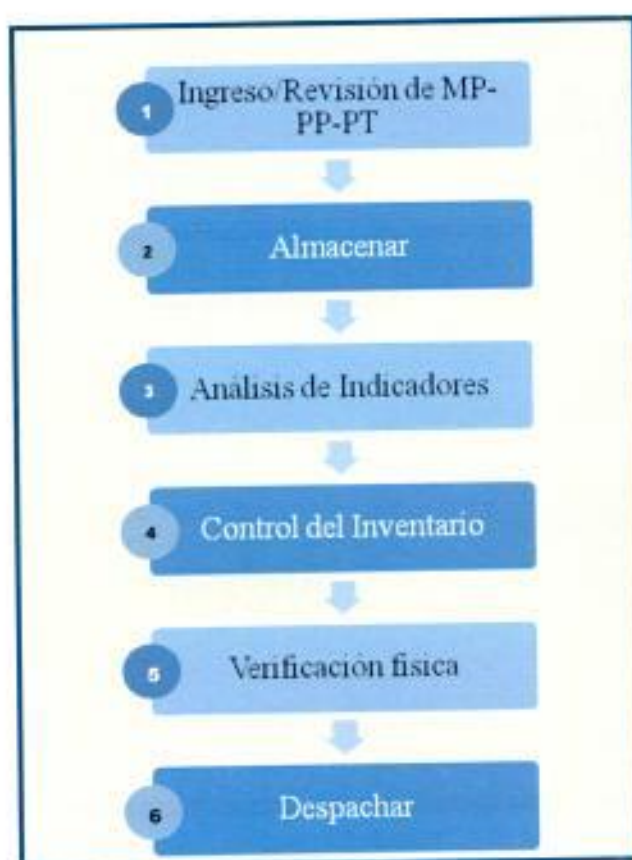 1
Ingreso/Revisión de MP-
PP-PT
2
Almacenar
3
Análisis de Indicadores
4
Control del Inventario
5
Verificación física
6
Despachar